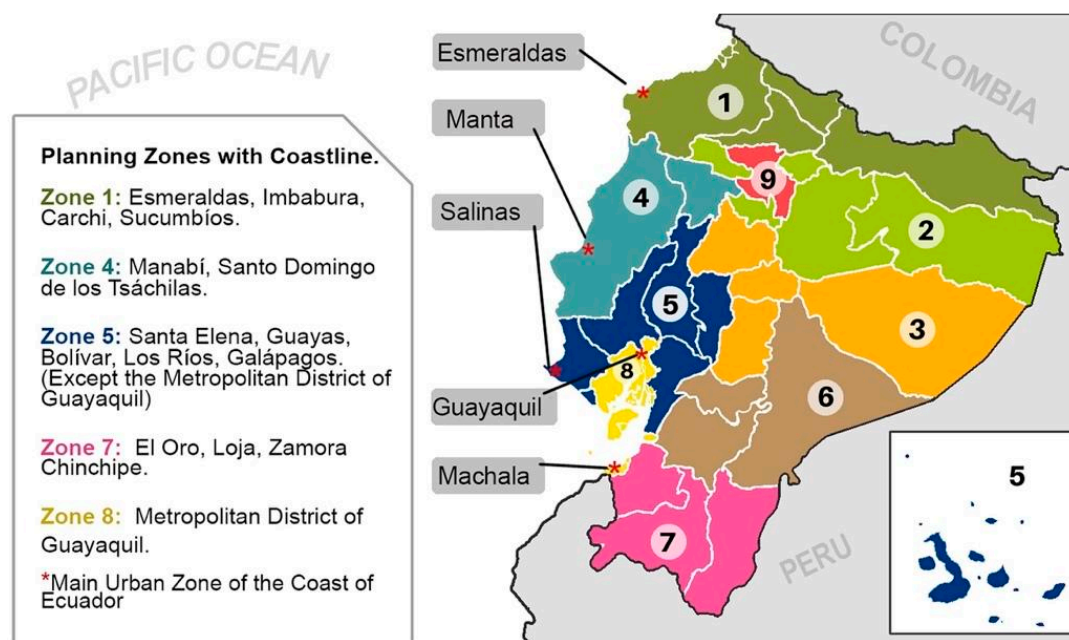 PACIFIC OCEAN
Planning Zones with Coastline.
Zone 1: Esmeraldas, Imbabura,
Carchi, Sucumbíos.
Zone 4: Manabí, Santo Domingo
de los Tsáchilas.
Zone 5: Santa Elena, Guayas,
Bolívar, Los Ríos, Galápagos.
(Except the Metropolitan District of
Guayaquil)
Zone 7: El Oro, Loja, Zamora
Chinchipe.
Zone 8: Metropolitan District of
Guayaquil.
*Main Urban Zone of the Coast of
Ecuador
Esmeraldas
Manta
Salinas
Guayaquil
Machala
COLOMBIA
1
9
4
2
5
3
8
6
7
PERU
5